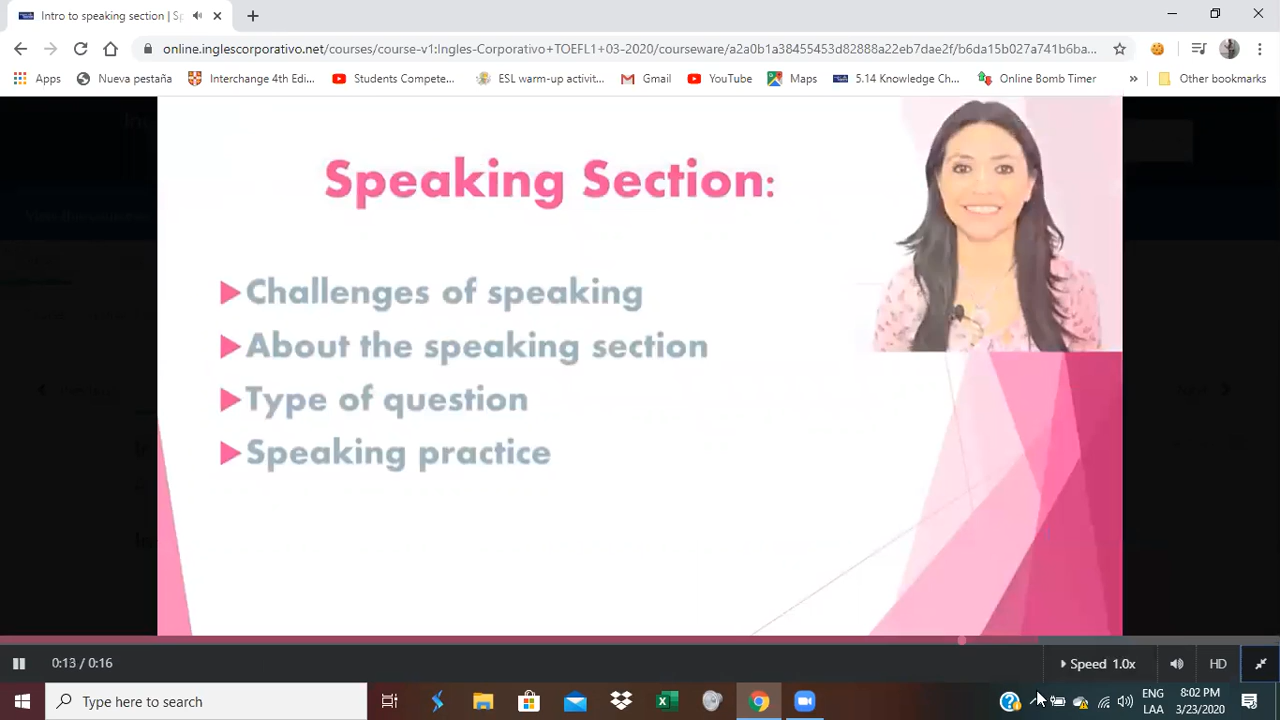 Intro to speaking section | Sp
online.inglescorporativo.net/courses/course-v1:Ingles-Corporativo+TOEFL1+03-2020/courseware/a2a0b1a38455453d82888a22eb7dae2f/b6da15b027a741b6ba...
Apps Nueva pestaña Interchange 4th Edi... Students Compete... ESL warm-up activit... Gmail YouTube Maps 5.14 Knowledge Ch... Online Bomb Timer » Other bookmarks
Speaking Section:
Challenges of speaking
About the speaking section
Type of question
Speaking practice
0:13 / 0:16 Speed 1.0x HD
Type here to search
ENG 8:02 PM
LAA 3/23/2020